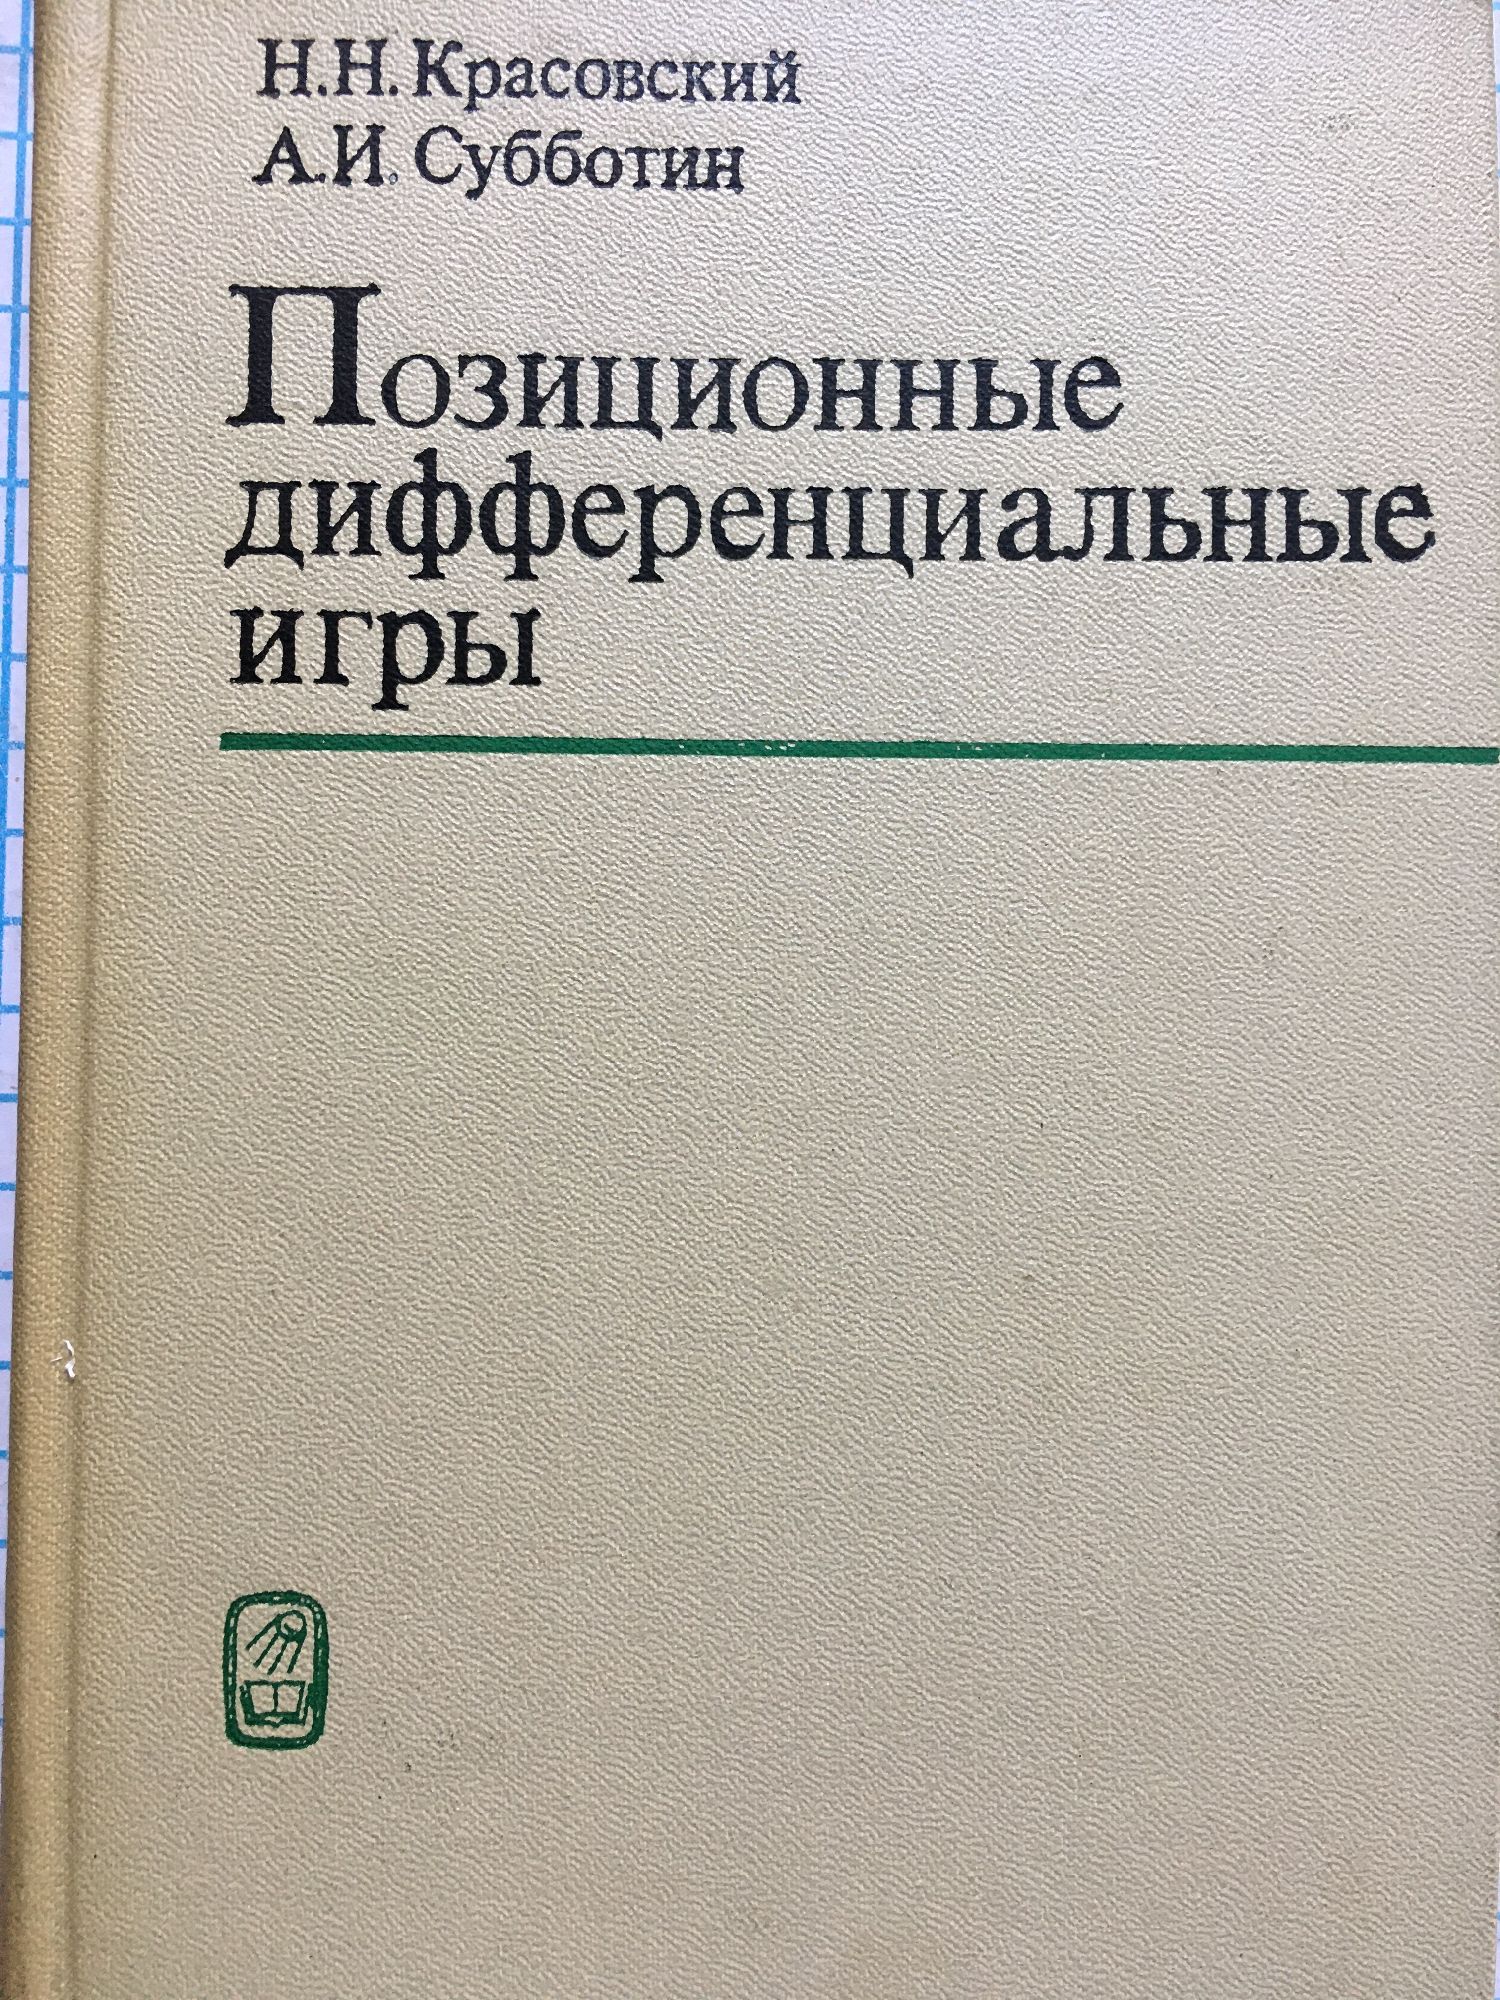 Н.Н. Красовский
А.И. Субботин
Позиционные
дифференциальные
игры